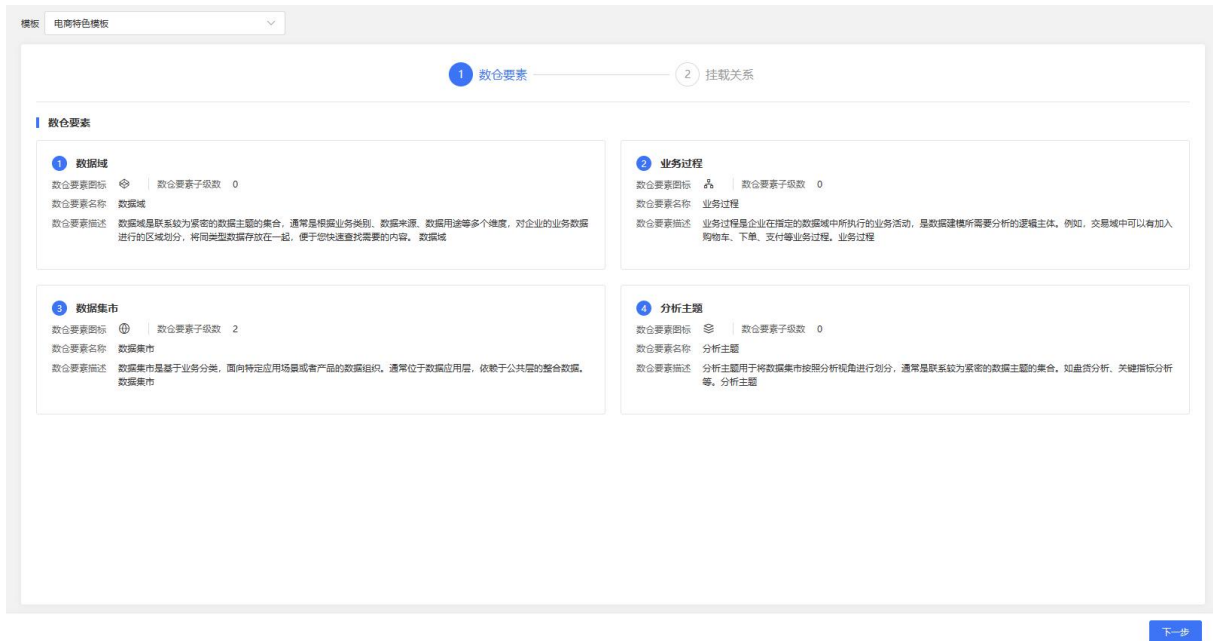 模板 电商特色模板
1 数仓要素 2 挂载关系
数仓要素
1 数据域
数仓要素图标 数仓要素子级数 0
数仓要素名称 数据域
数仓要素描述 数据域是联系较为紧密的数据主题的集合，通常是根据业务类别、数据来源、数据用途等多个维度，对企业的业务数据
进行的区域划分，将同类型数据存放在一起，便于您快速查找需要的内容。 数据域
2 业务过程
数仓要素图标 数仓要素子级数 0
数仓要素名称 业务过程
数仓要素描述 业务过程是企业在指定的数据域中所执行的业务活动，是数据建模所需要分析的逻辑主体。例如，交易域中可以有加入
购物车、下单、支付等业务过程。业务过程
3 数据集市
数仓要素图标 数仓要素子级数 2
数仓要素名称 数据集市
数仓要素描述 数据集市是基于业务分类，面向特定应用场景或者产品的数据组织。通常位于数据应用层，依赖于公共层的整合数据。
数据集市
4 分析主题
数仓要素图标 数仓要素子级数 0
数仓要素名称 分析主题
数仓要素描述 分析主题用于将数据集市按照分析视角进行划分，通常是联系较为紧密的数据主题的集合。如盘货分析、关键指标分析
等。分析主题
下一步